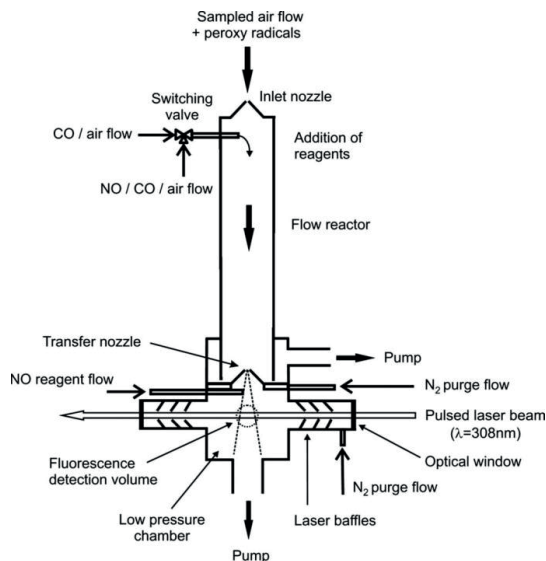 Sampled air flow
+ peroxy radicals
Inlet nozzle
Switching
valve
CO / air flow
Addition of
reagents
NO / CO / air flow
Flow reactor
Transfer nozzle
Pump
NO reagent flow
N₂ purge flow
Pulsed laser beam
(λ=308nm)
Fluorescence
detection volume
Optical window
N₂ purge flow
Low pressure
chamber
Laser baffles
Pump